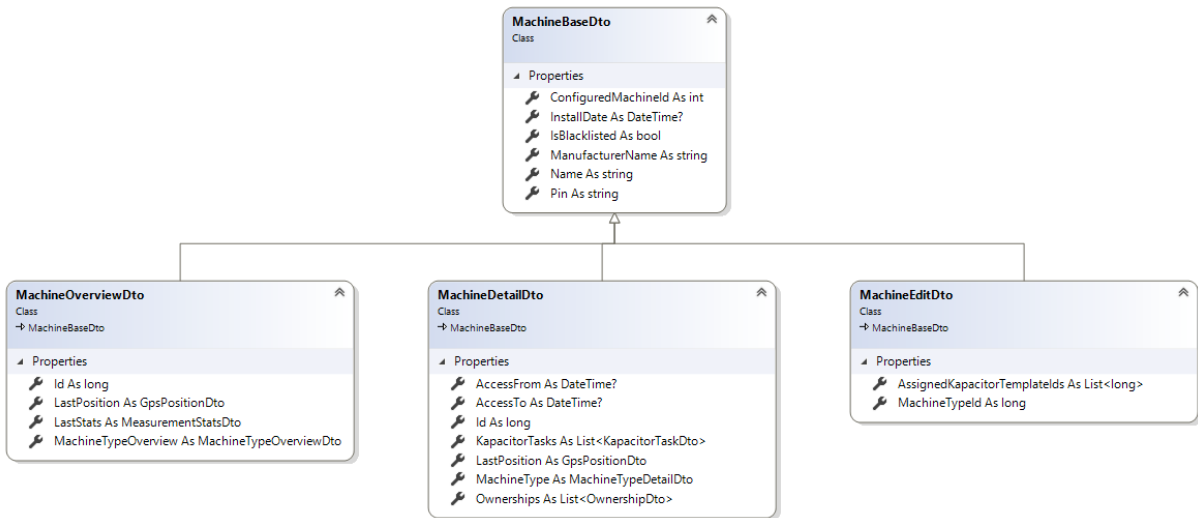 MachineBaseDto
Class
Properties
ConfiguredMachineId As int
InstallDate As DateTime?
IsBlacklisted As bool
ManufacturerName As string
Name As string
Pin As string
MachineOverviewDto
Class
MachineBaseDto
Properties
Id As long
LastPosition As GpsPositionDto
LastStats As MeasurementStatsDto
MachineTypeOverview As MachineTypeOverviewDto
MachineDetailDto
Class
MachineBaseDto
Properties
AccessFrom As DateTime?
AccessTo As DateTime?
Id As long
KapacitorTasks As List<KapacitorTaskDto>
LastPosition As GpsPositionDto
MachineType As MachineTypeDetailDto
Ownerships As List<OwnershipDto>
MachineEditDto
Class
MachineBaseDto
Properties
AssignedKapacitorTemplateIds As List<long>
MachineTypeId As long